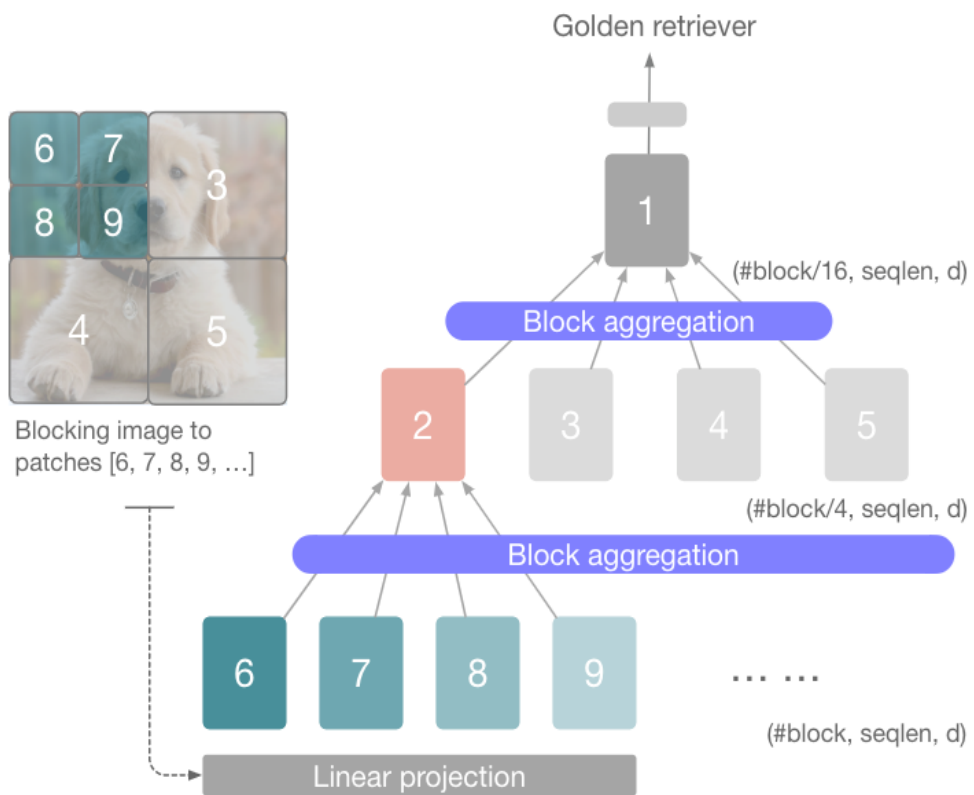 Golden retriever
6 7 3
8 9
4 5
Blocking image to
patches [6, 7, 8, 9, ...]
1
(#block/16, seqlen, d)
Block aggregation
2 3 4 5
(#block/4, seqlen, d)
Block aggregation
6 7 8 9 ... ...
(#block, seqlen, d)
Linear projection